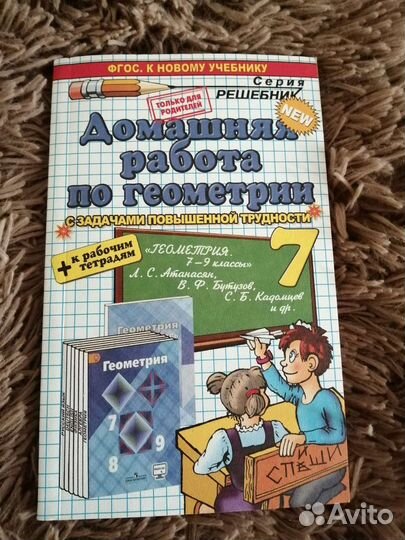 ФГОС. К НОВОМУ УЧЕБНИКУ
Серия
РЕШЕБНИК
ТОЛЬКО ДЛЯ
РОДИТЕЛЕЙ
NEW
Домашняя
работа
по геометрии
С ЗАДАЧАМИ ПОВЫШЕННОЙ ТРУДНОСТИ
7
+ к рабочим
тетрадям
«ГЕОМЕТРИЯ.
7–9 классы»
Л. С. Атанасян,
В. Ф. Бутузов,
С. Б. Кадомцев
и др.
Геометрия
Геометрия
7
8
9
И
СПЕШИ
Avito